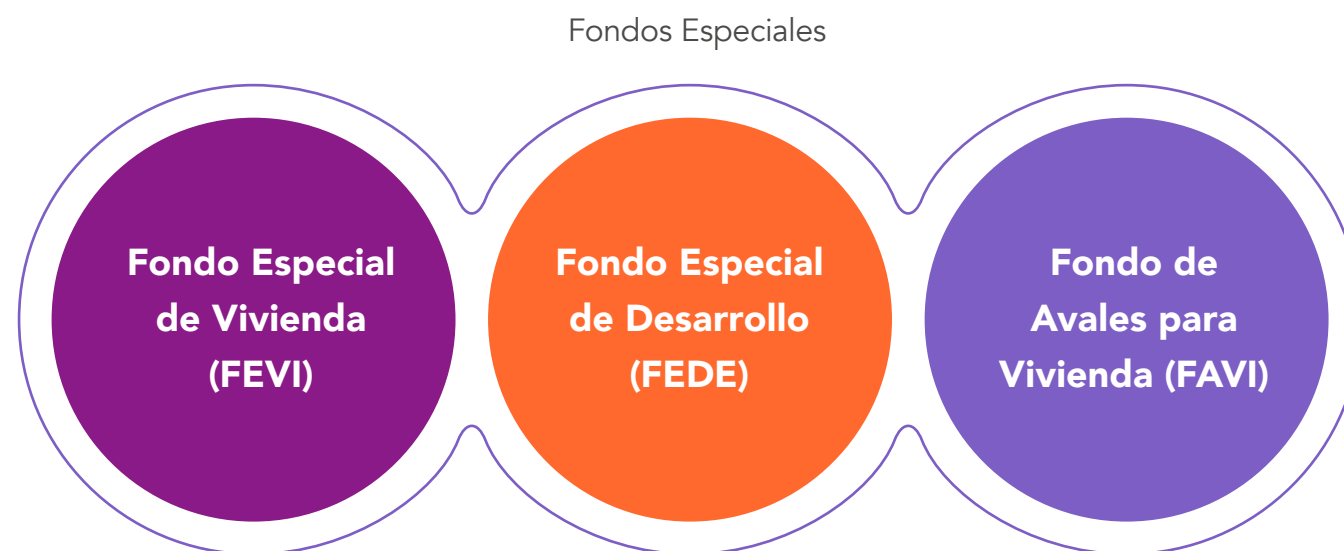 Fondos Especiales
Fondo Especial
de Vivienda
(FEVI)
Fondo Especial
de Desarrollo
(FEDE)
Fondo de
Avales para
Vivienda (FAVI)